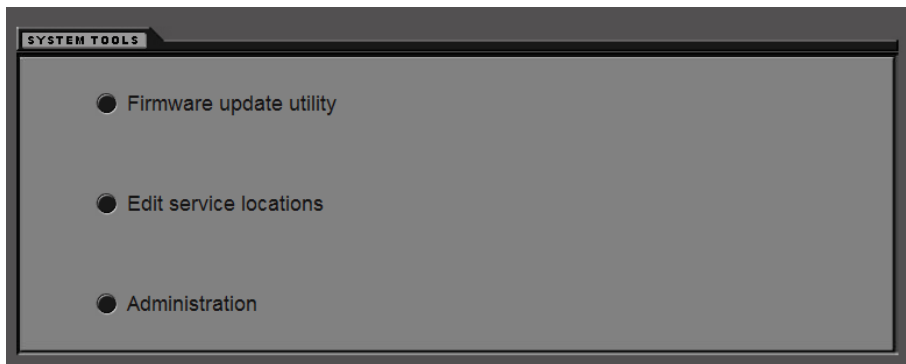 SYSTEM TOOLS
Firmware update utility
Edit service locations
Administration